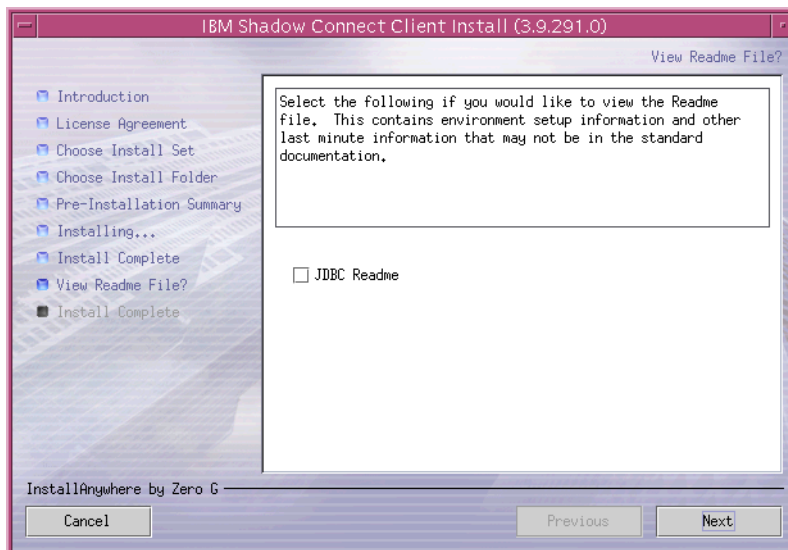 IBM Shadow Connect Client Install (3.9.291.0)
View Readme File?
Introduction
License Agreement
Choose Install Set
Choose Install Folder
Pre-Installation Summary
Installing...
Install Complete
View Readme File?
Install Complete
Select the following if you would like to view the Readme
file. This contains environment setup information and other
last minute information that may not be in the standard
documentation.
JDBC Readme
InstallAnywhere by Zero G
Cancel
Previous
Next